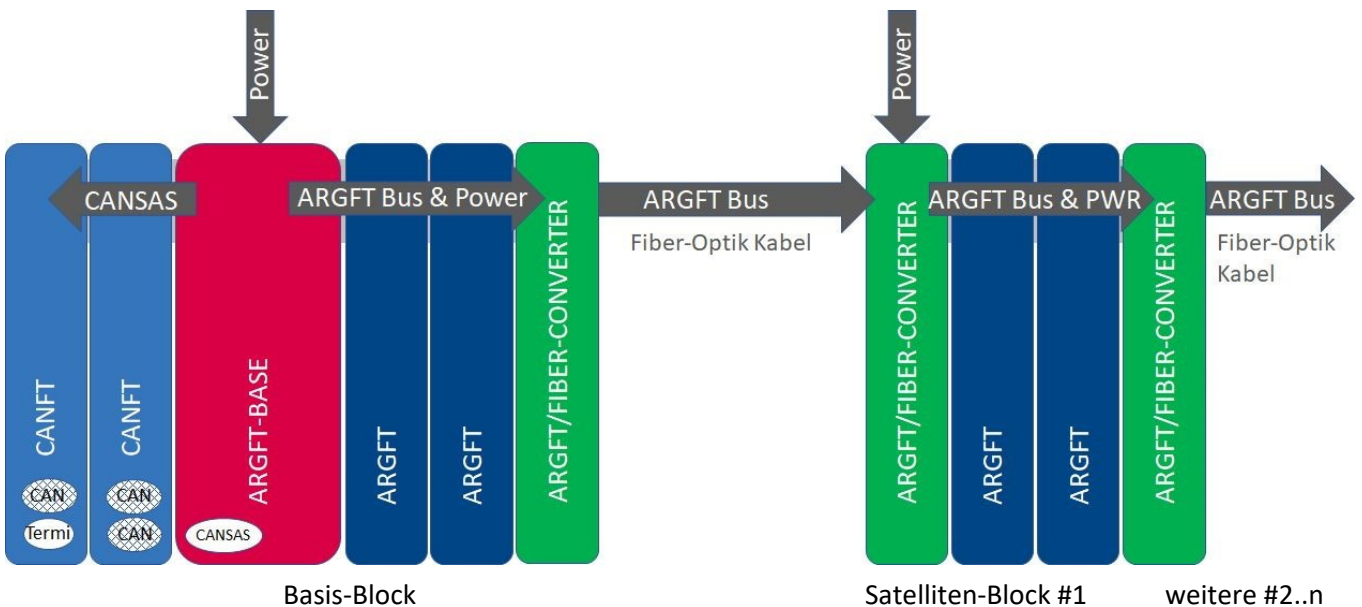 Power
Power
CANSAS
ARGFT Bus & Power
ARGFT Bus
ARGFT Bus & PWR
ARGFT Bus
Fiber-Optik Kabel
Fiber-Optik
Kabel
CANFT
CANFT
ARGFT-BASE
ARGFT
ARGFT
ARGFT/FIBER-CONVERTER
ARGFT/FIBER-CONVERTER
ARGFT
ARGFT
ARGFT/FIBER-CONVERTER
CAN
CAN
Termi
CAN
CANSAS
Basis-Block
Satelliten-Block #1
weitere #2..n